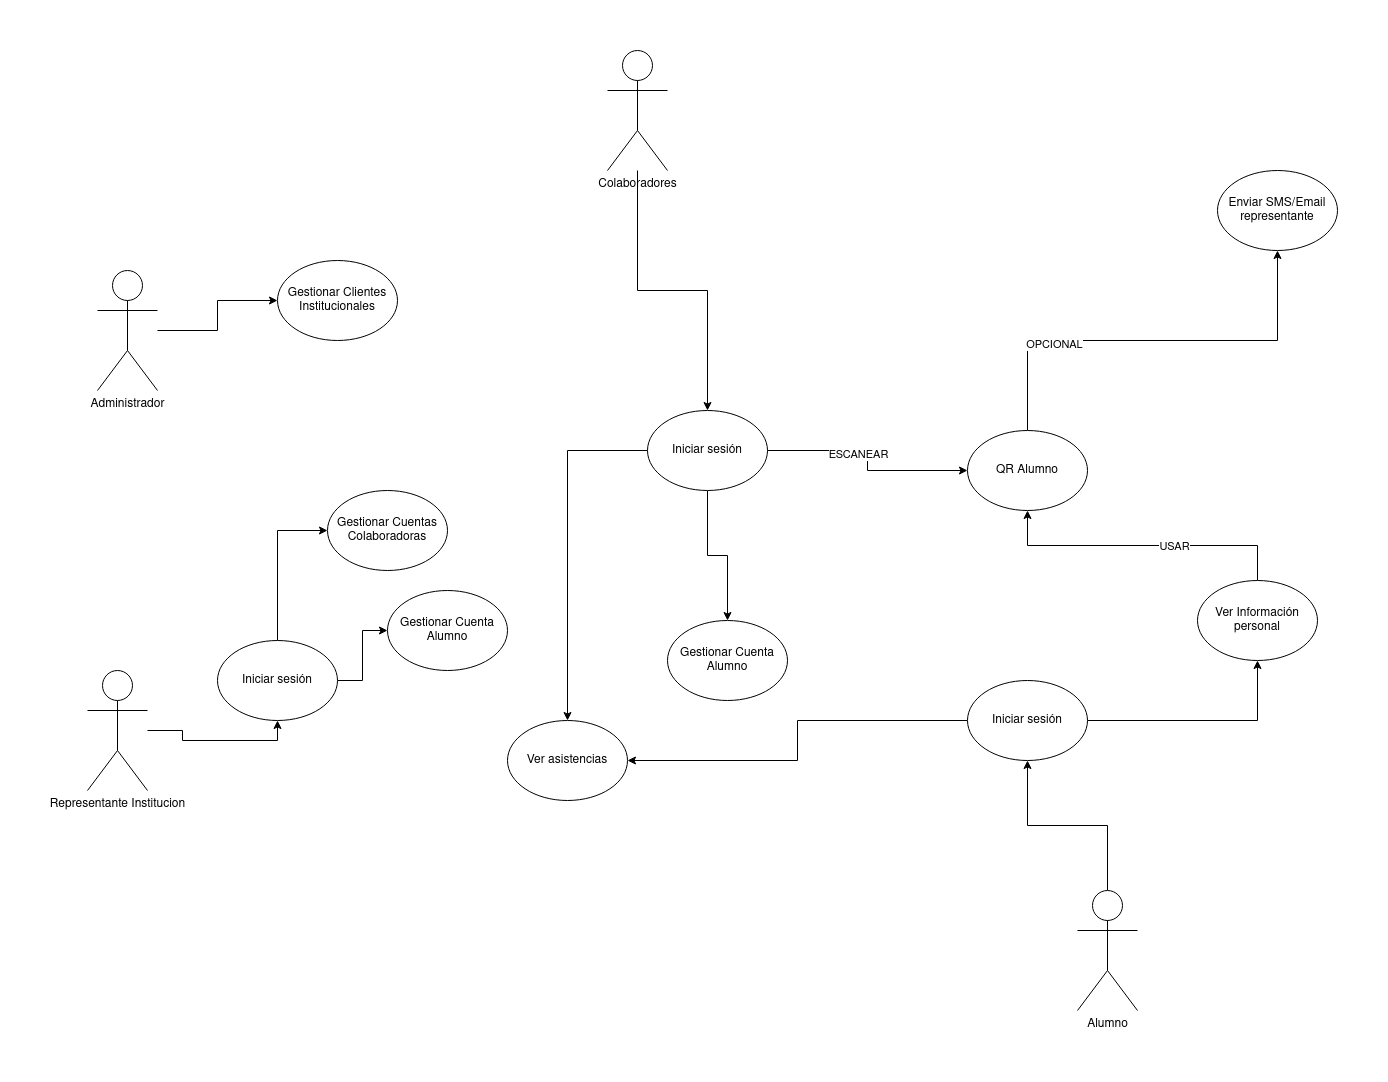 Colaboradores
Enviar SMS/Email
representante
Gestionar Clientes
Institucionales
OPCIONAL
Administrador
Iniciar sesión
ESCANEAR
QR Alumno
Gestionar Cuentas
Colaboradoras
USAR
Gestionar Cuenta
Alumno
Ver Información
personal
Gestionar Cuenta
Alumno
Iniciar sesión
Iniciar sesión
Ver asistencias
Representante Institucion
Alumno